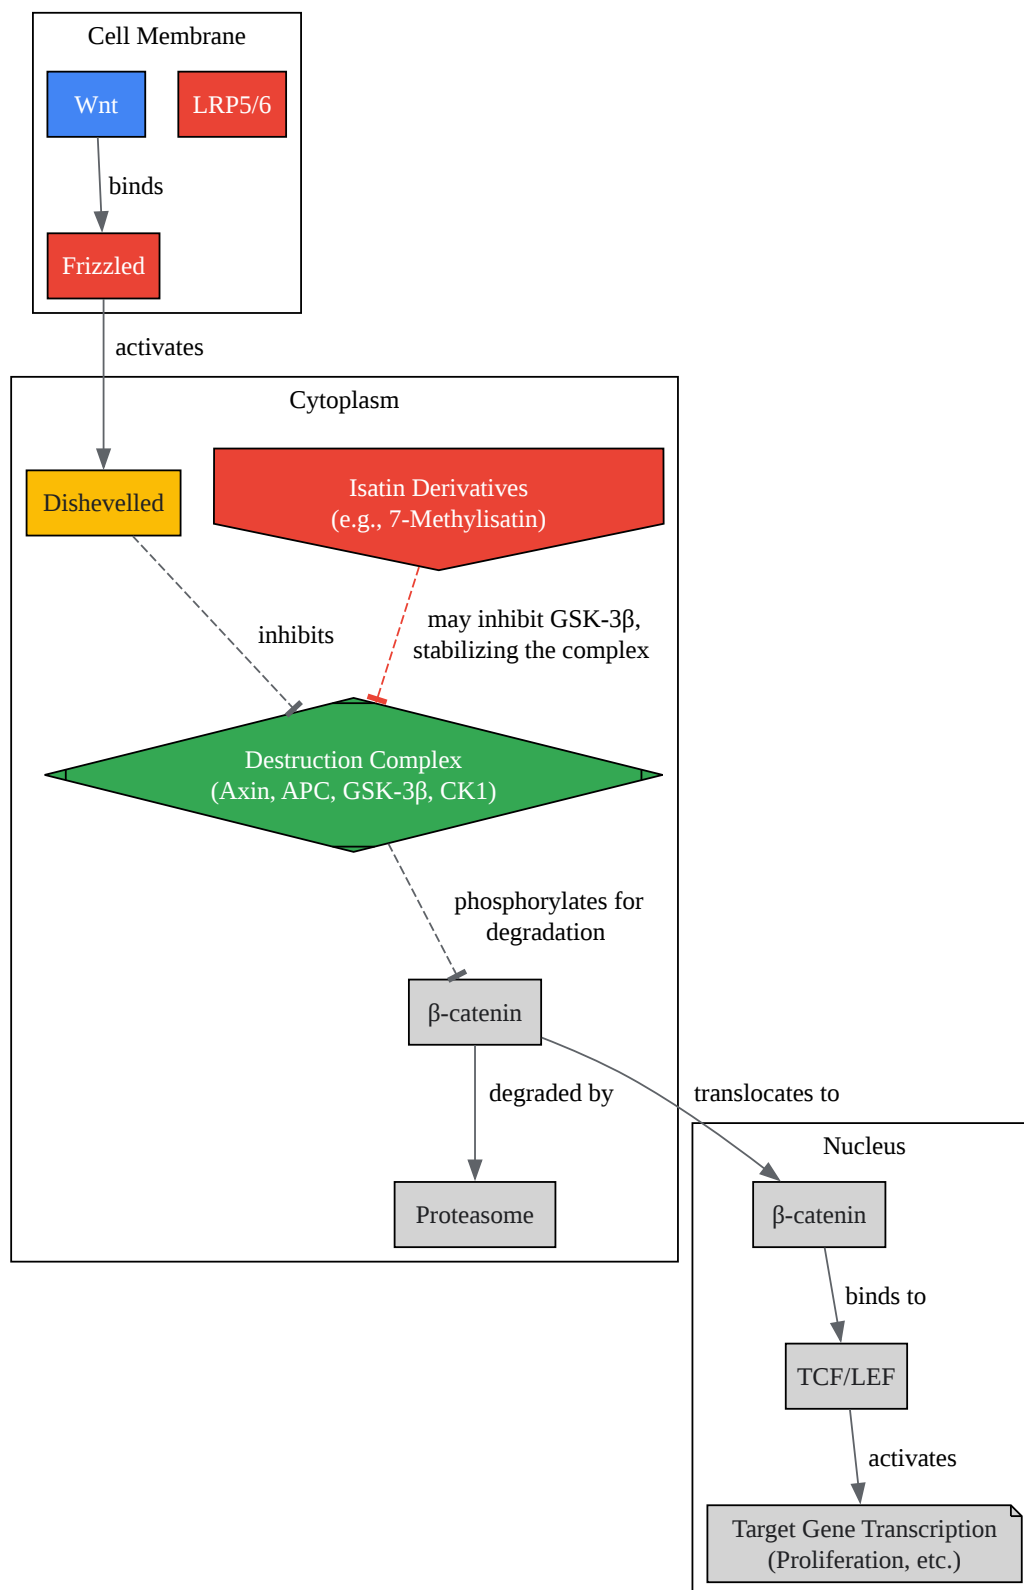 Cell Membrane
Wnt
LRP5/6
binds
Frizzled
activates
Cytoplasm
Dishevelled
Isatin Derivatives
(e.g., 7-Methylisatin)
inhibits
may inhibit GSK-3β,
stabilizing the complex
Destruction Complex
(Axin, APC, GSK-3β, CK1)
phosphorylates for
degradation
β-catenin
degraded by
translocates to
Nucleus
Proteasome
β-catenin
binds to
TCF/LEF
activates
Target Gene Transcription
(Proliferation, etc.)